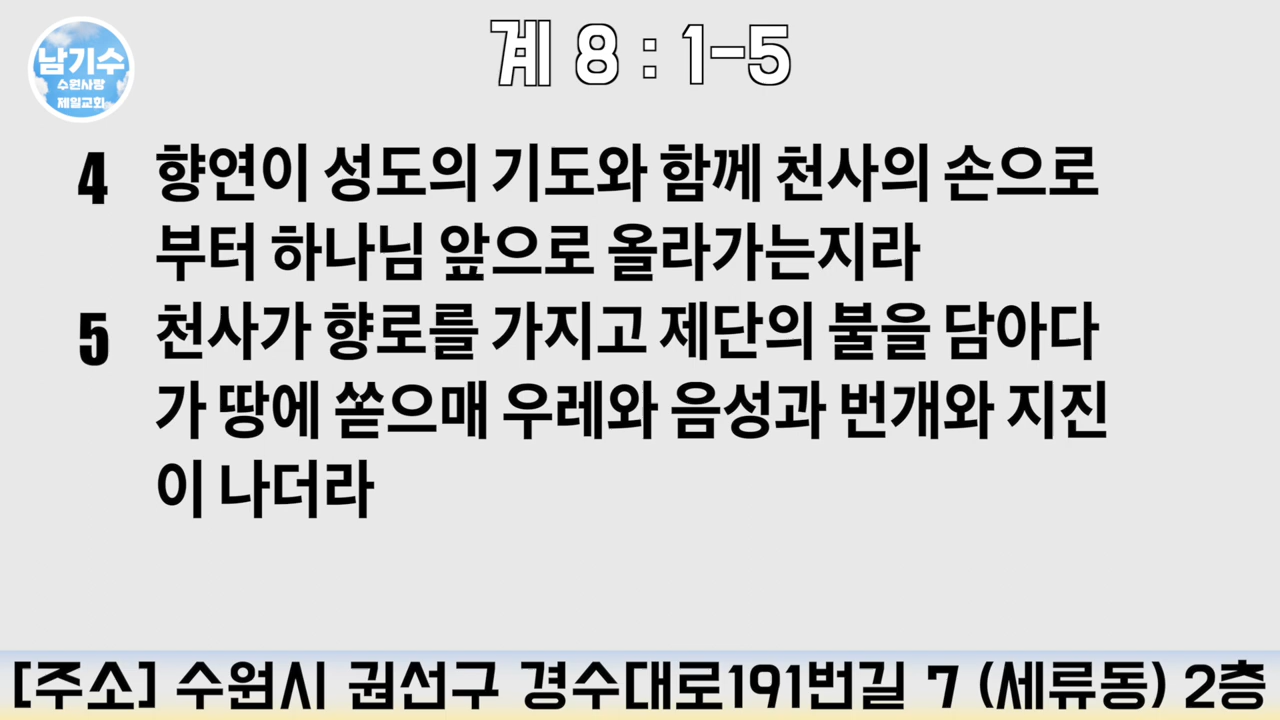 남기수
수원사랑
제일교회
계 8 : 1-5
4 향연이 성도의 기도와 함께 천사의 손으로
부터 하나님 앞으로 올라가는지라
5 천사가 향로를 가지고 제단의 불을 담아다
가 땅에 쏟으매 우레와 음성과 번개와 지진
이 나더라
[주소] 수원시 권선구 경수대로191번길 7 (세류동) 2층